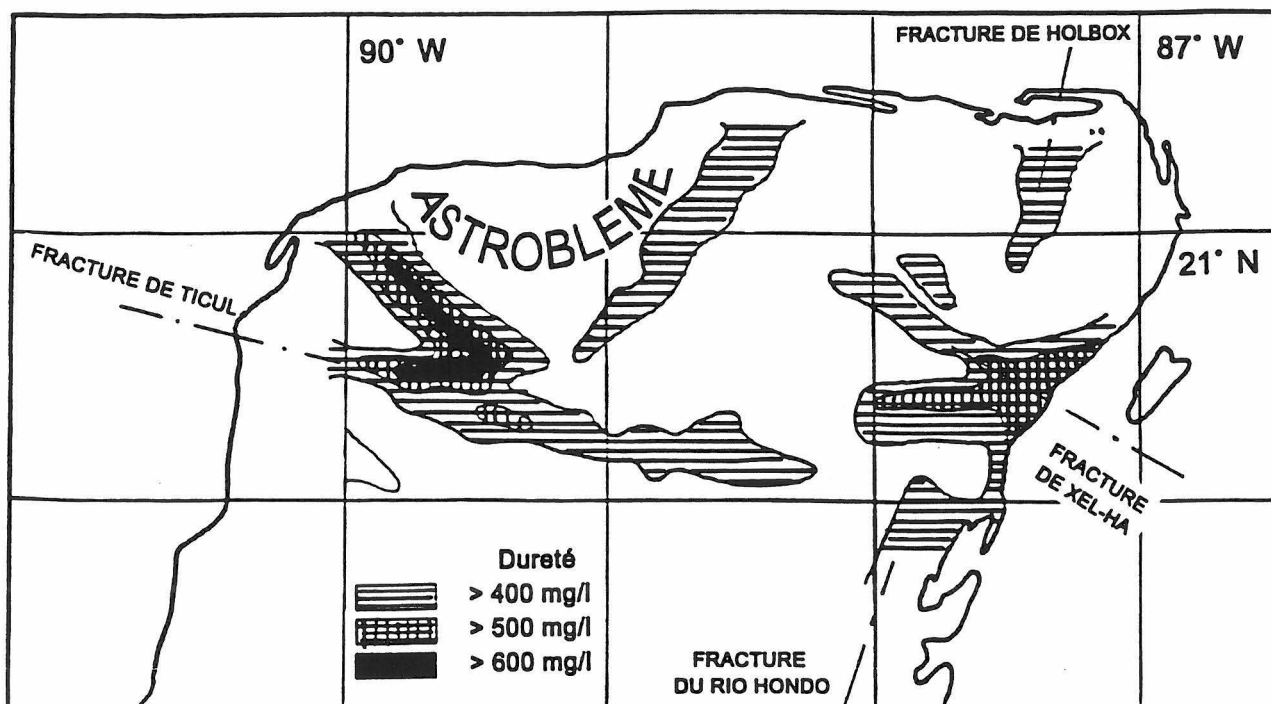 90° W
FRACTURE DE HOLBOX
87° W
ASTROBLÈME
21° N
FRACTURE DE TICUL
FRACTURE
DE XEL-HA
Dureté
> 400 mg/l
> 500 mg/l
> 600 mg/l
FRACTURE
DU RIO HONDO